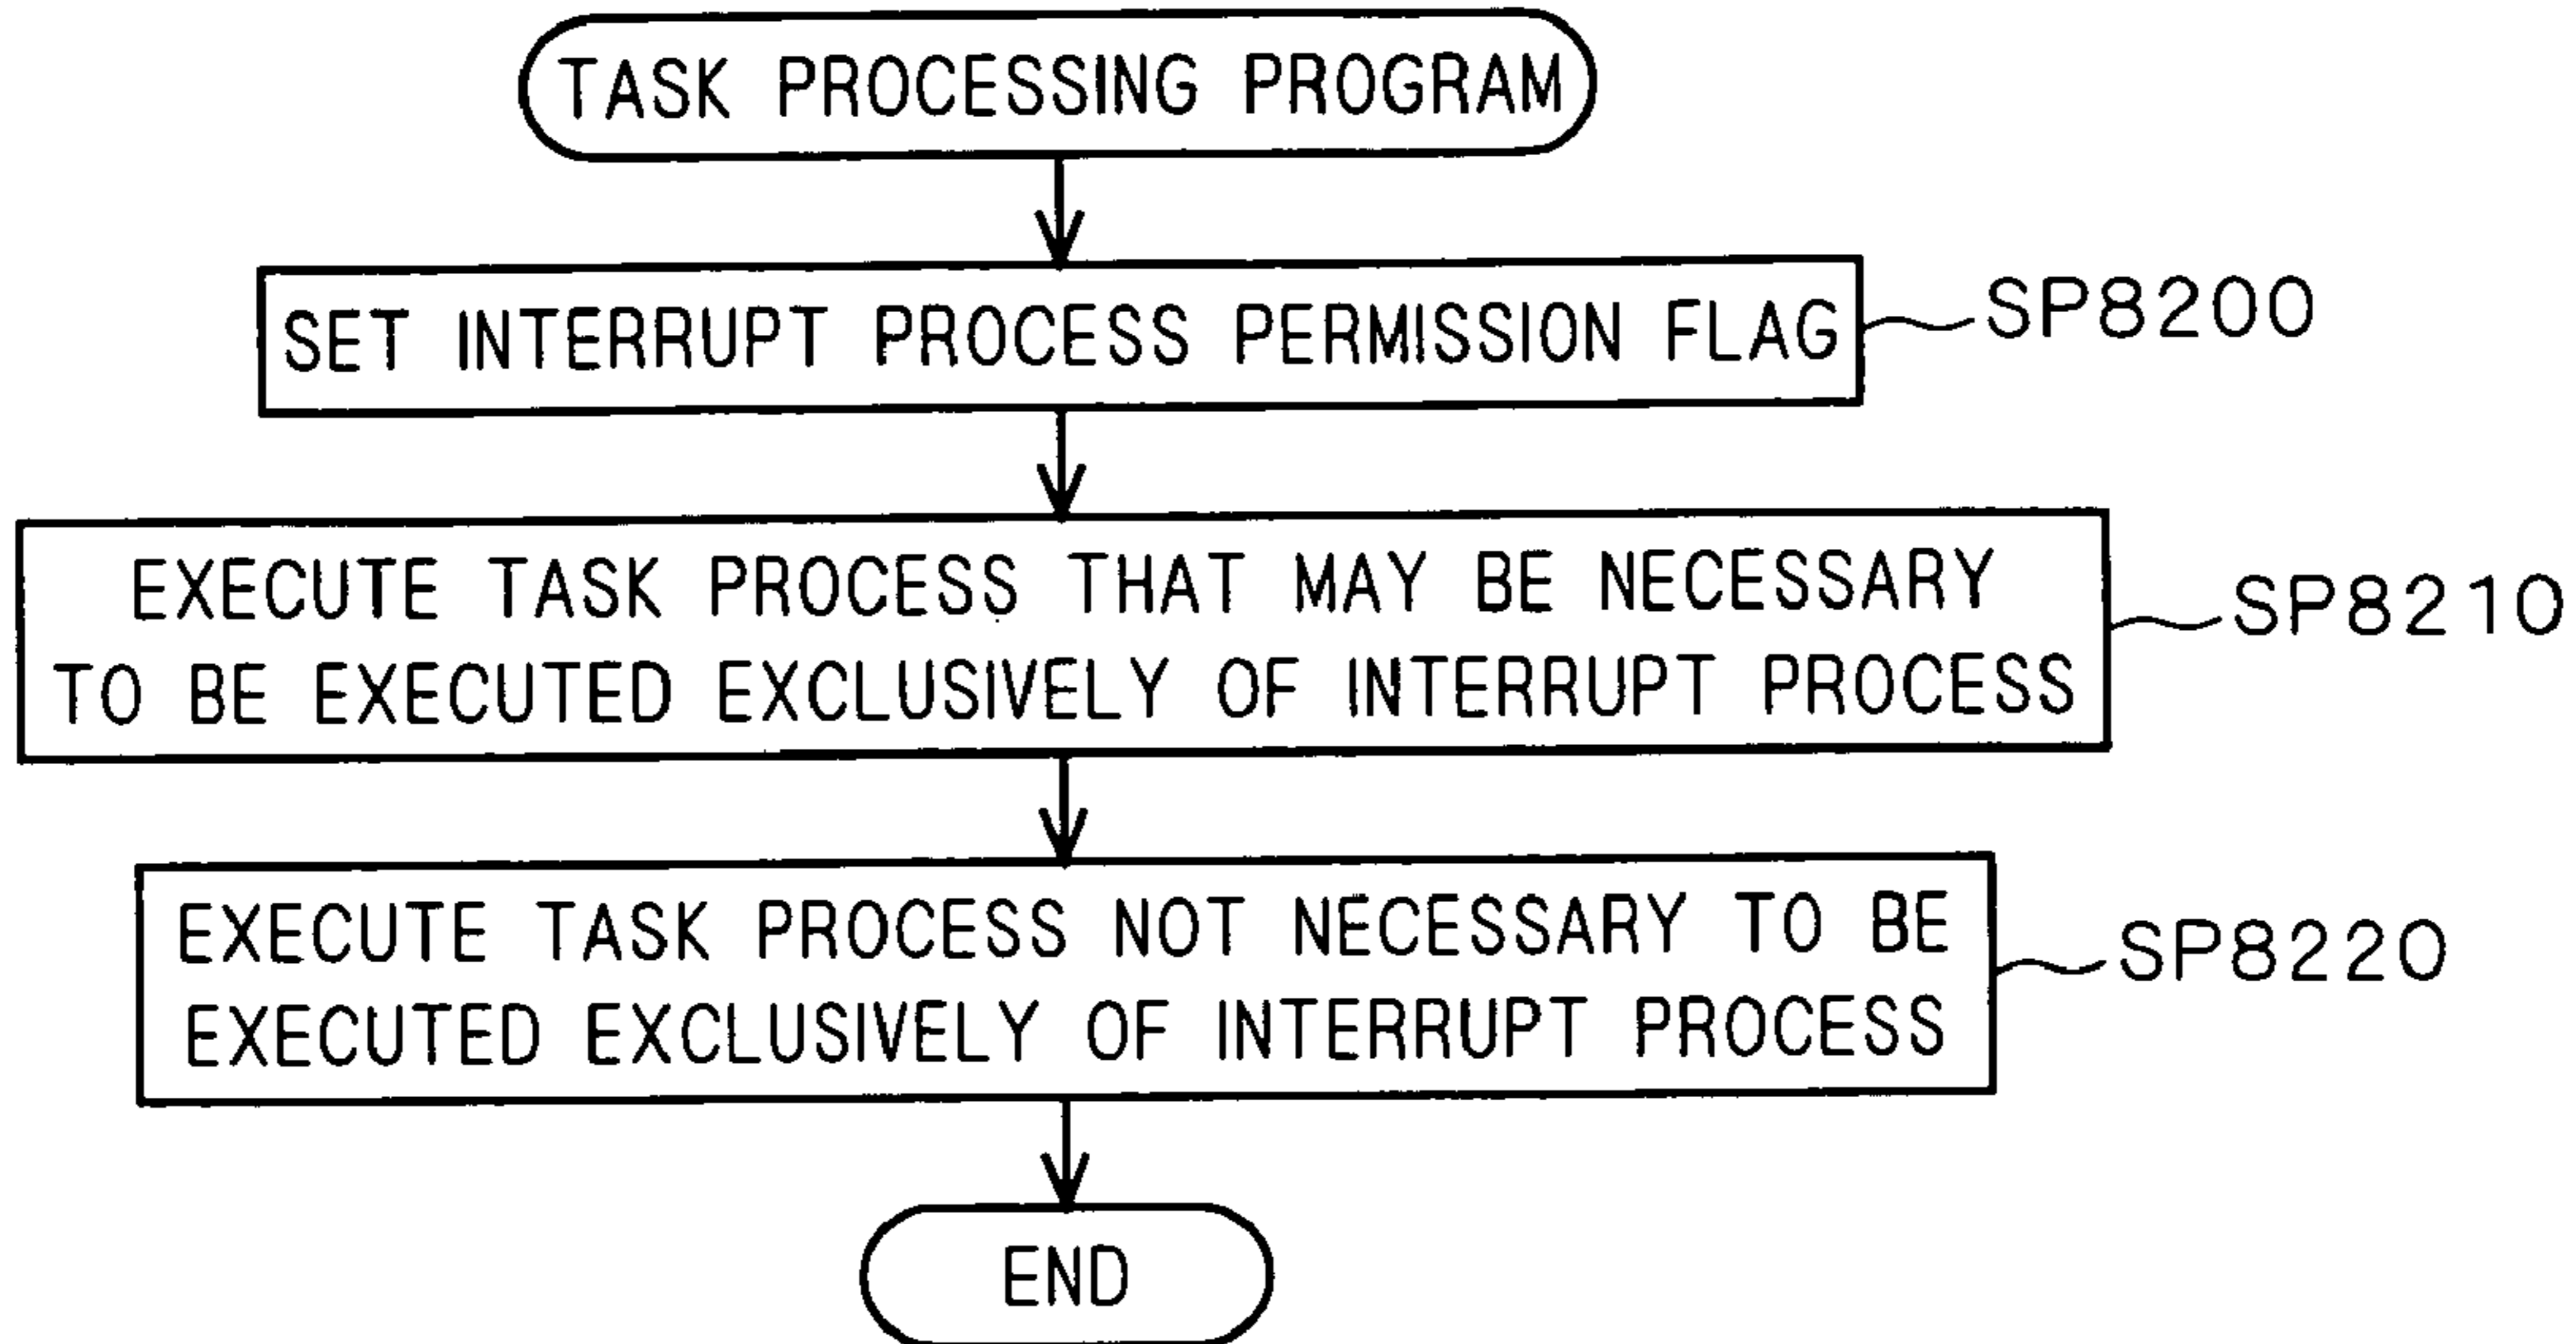 TASK PROCESSING PROGRAM
SET INTERRUPT PROCESS PERMISSION FLAG
SP8200
EXECUTE TASK PROCESS THAT MAY BE NECESSARY
TO BE EXECUTED EXCLUSIVELY OF INTERRUPT PROCESS
SP8210
EXECUTE TASK PROCESS NOT NECESSARY TO BE
EXECUTED EXCLUSIVELY OF INTERRUPT PROCESS
SP8220
END